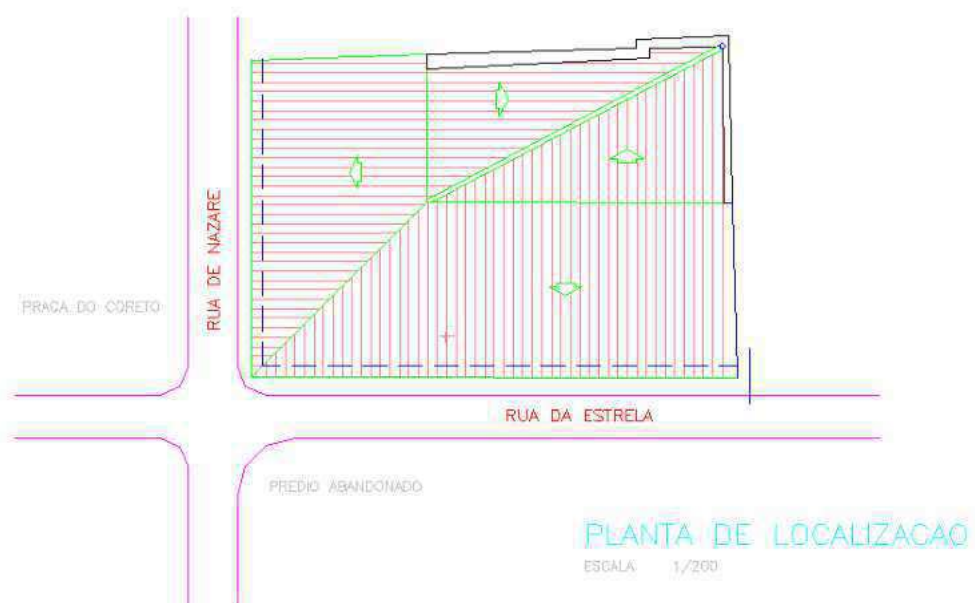 RUA DE NAZARE
PRACA DO CORETO
RUA DA ESTRELA
PREDIO ABANDONADO
PLANTA DE LOCALIZACAO
ESCALA 1/200